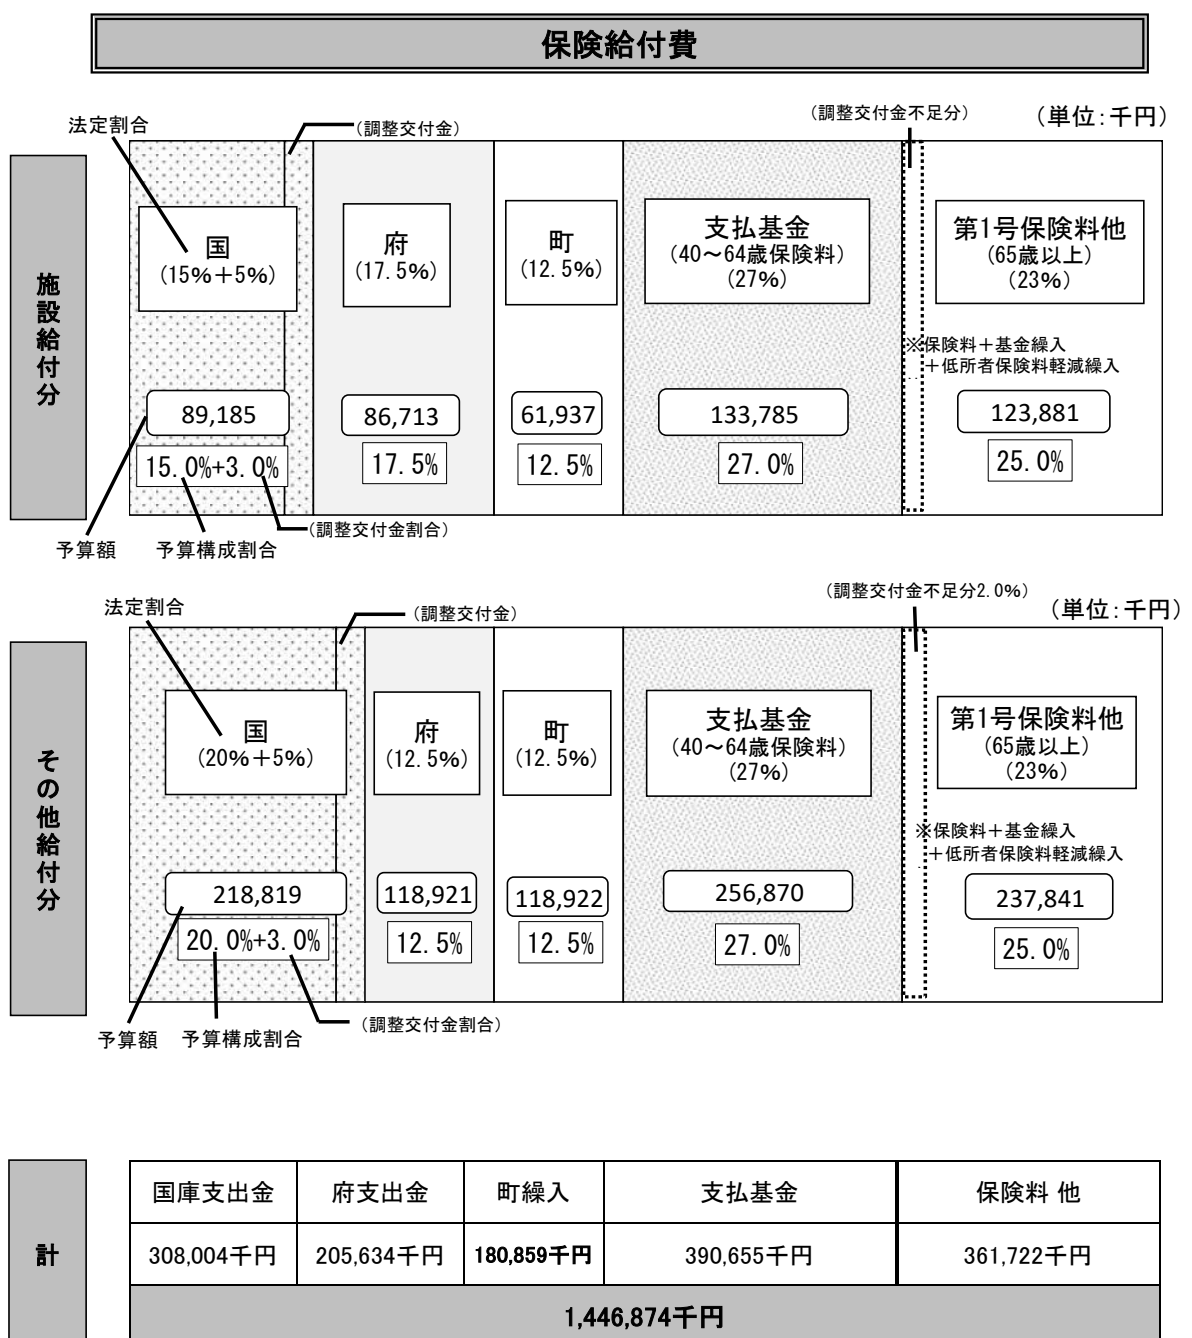 保険給付費
法定割合
（調整交付金）
（調整交付金不足分）
（単位：千円）
施設給付分
国
（15％＋5％）
府
（17.5％）
町
（12.5％）
支払基金
（40～64歳保険料）
（27％）
第1号保険料他
（65歳以上）
（23％）
※保険料＋基金繰入
＋低所者保険料軽減繰入
89,185
86,713
61,937
133,785
123,881
15.0%+3.0%
17.5%
12.5%
27.0%
25.0%
（調整交付金割合）
予算額
予算構成割合
（調整交付金不足分2.0％）
法定割合
（調整交付金）
（単位：千円）
その他給付分
国
（20％＋5％）
府
（12.5％）
町
（12.5％）
支払基金
（40～64歳保険料）
（27％）
第1号保険料他
（65歳以上）
（23％）
※保険料＋基金繰入
＋低所者保険料軽減繰入
218,819
118,921
118,922
256,870
237,841
20.0%+3.0%
12.5%
12.5%
27.0%
25.0%
（調整交付金割合）
予算額
予算構成割合
計
国庫支出金
府支出金
町繰入
支払基金
保険料 他
308,004千円
205,634千円
180,859千円
390,655千円
361,722千円
1,446,874千円